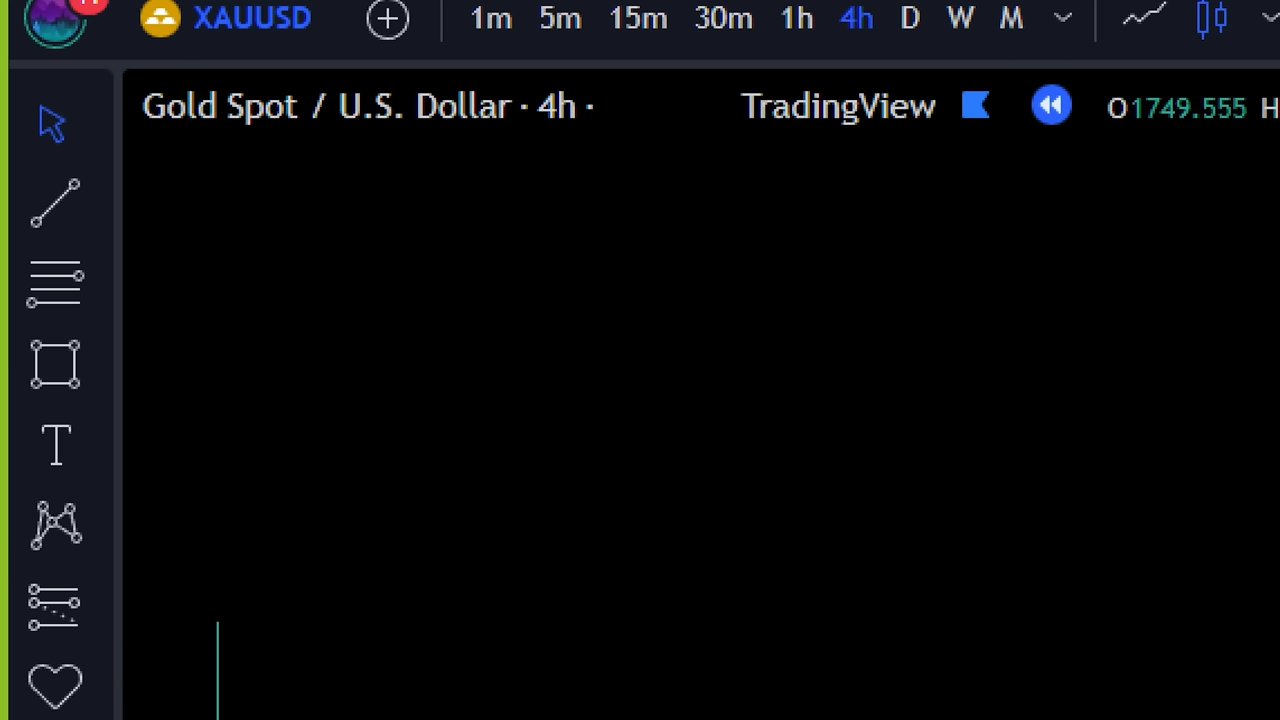 XAUUSD 1m 5m 15m 30m 1h 4h D W M
Gold Spot / U.S. Dollar · 4h · TradingView O1749.555 H
T